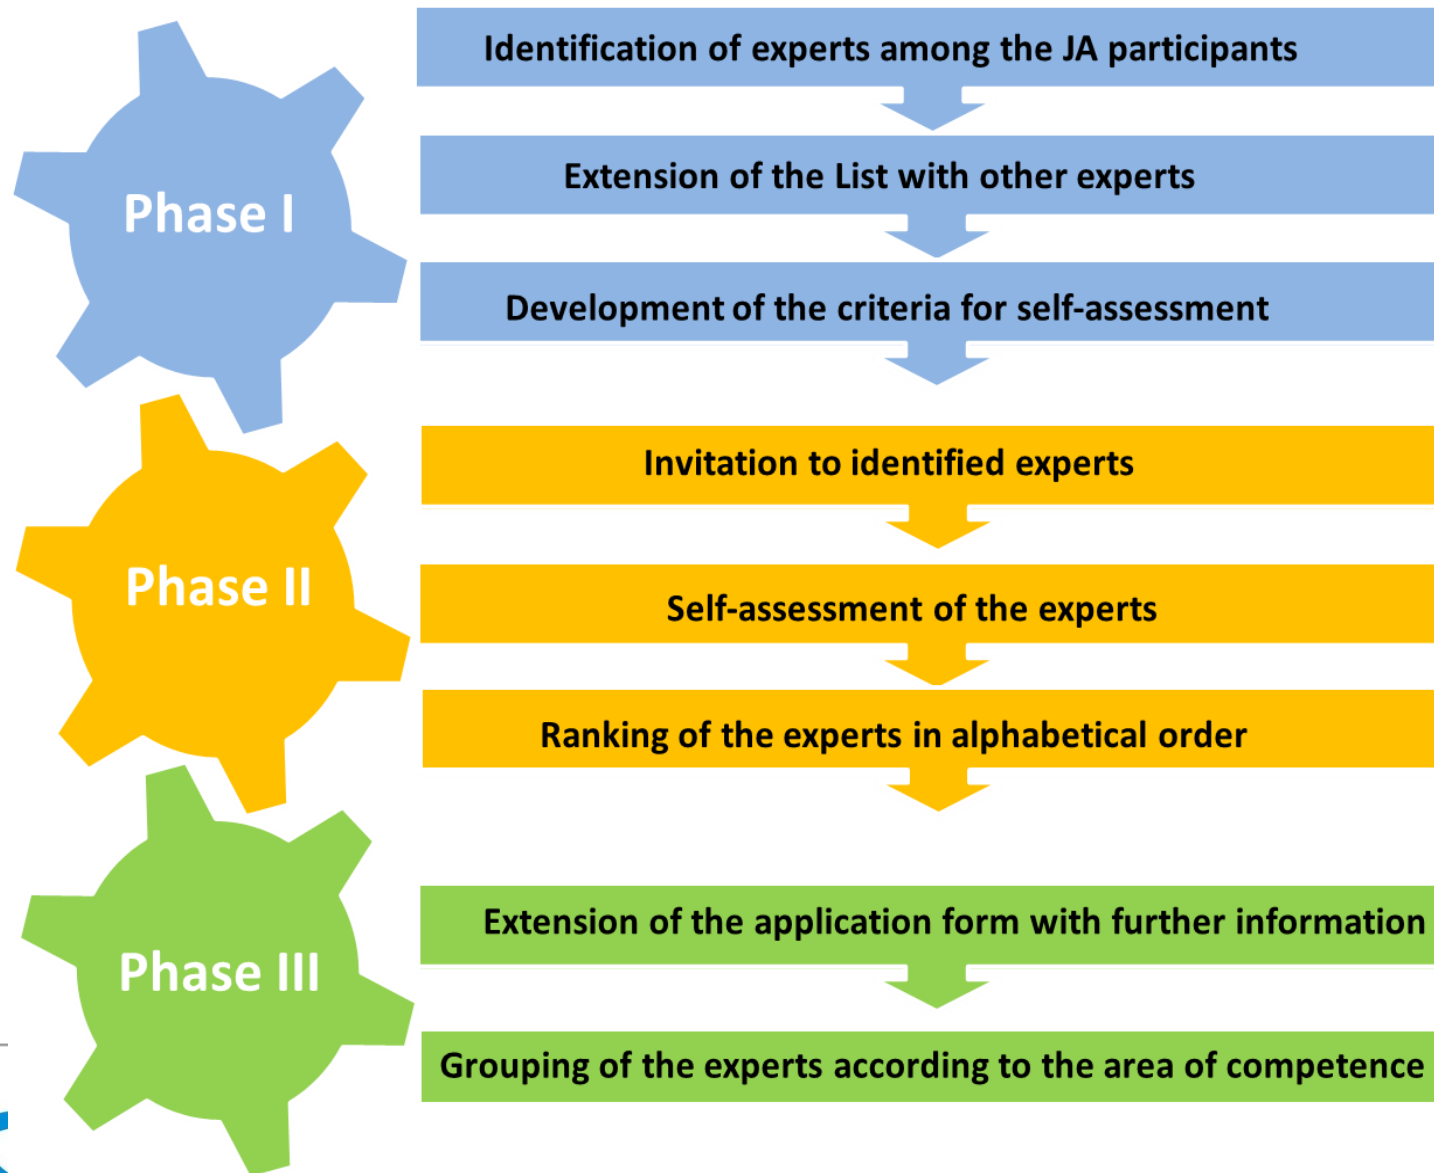 Phase I
Identification of experts among the JA participants
Extension of the List with other experts
Development of the criteria for self-assessment
Phase II
Invitation to identified experts
Self-assessment of the experts
Ranking of the experts in alphabetical order
Phase III
Extension of the application form with further information
Grouping of the experts according to the area of competence